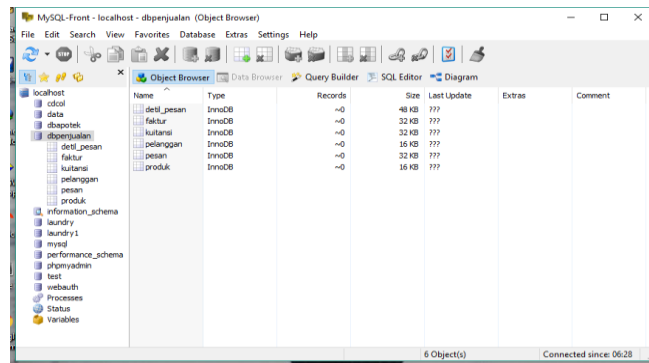 MySQL-Front - localhost - dbpenjualan (Object Browser)
File Edit Search View Favorites Database Extras Settings Help
Object Browser Data Browser Query Builder SQL Editor Diagram
localhost
cdcol
data
dbapotek
dbpenjualan
detil_pesan
faktur
kuitansi
pelanggan
pesan
produk
information_schema
laundry
laundry1
mysql
performance_schema
phpmyadmin
test
webauth
Processes
Status
Variables
Name Type Records Size Last Update Extras Comment
detil_pesan InnoDB ~0 48 KB ???
faktur InnoDB ~0 32 KB ???
kuitansi InnoDB ~0 32 KB ???
pelanggan InnoDB ~0 16 KB ???
pesan InnoDB ~0 32 KB ???
produk InnoDB ~0 16 KB ???
6 Object(s) Connected since: 06:28